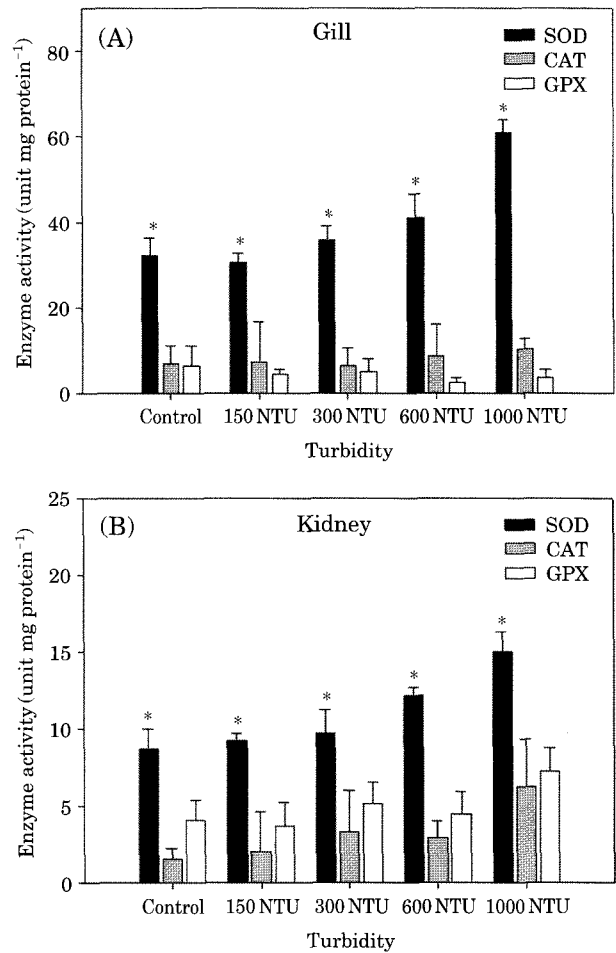 (A)
Gill
SOD
CAT
GPX
Enzyme activity (unit mg protein⁻¹)
80
60
40
20
0
* * * * *
Control 150 NTU 300 NTU 600 NTU 1000 NTU
Turbidity
(B)
Kidney
SOD
CAT
GPX
Enzyme activity (unit mg protein⁻¹)
25
20
15
10
5
0
* * * * *
Control 150 NTU 300 NTU 600 NTU 1000 NTU
Turbidity